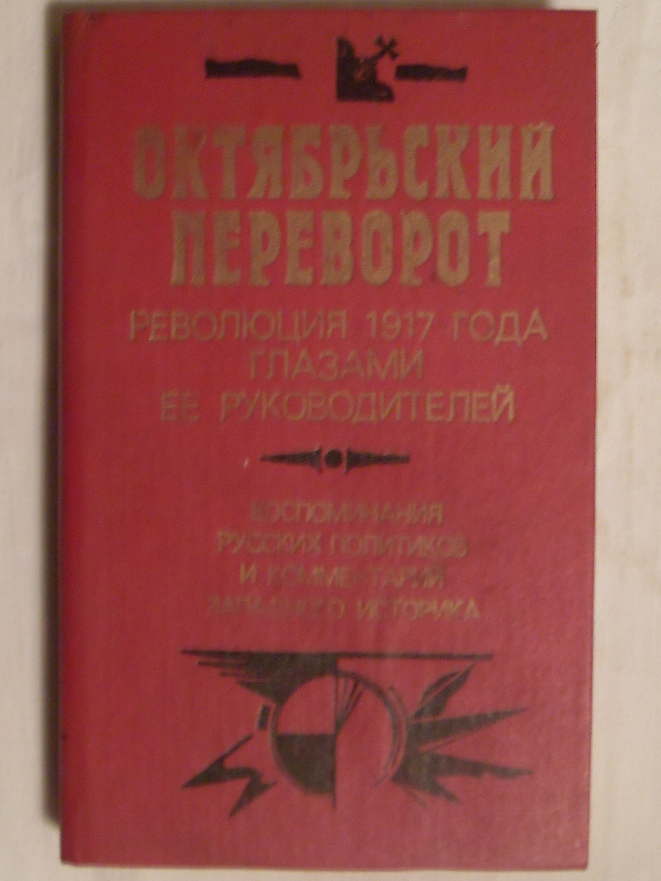 ОКТЯБРЬСКИЙ
ПЕРЕВОРОТ
РЕВОЛЮЦИЯ 1917 ГОДА
ГЛАЗАМИ
ЕЕ РУКОВОДИТЕЛЕЙ
ВОСПОМИНАНИЯ
РУССКИХ ПОЛИТИКОВ
И КОММЕНТАРИЙ
ЗАПАДНОГО ИСТОРИКА